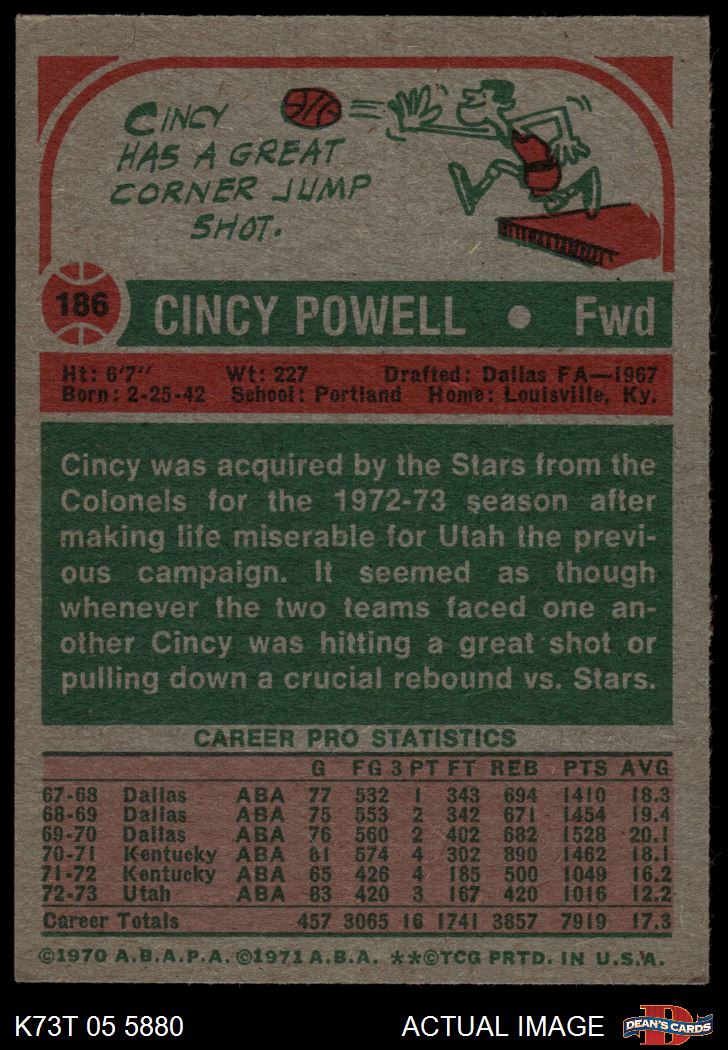 CINCY
HAS A GREAT
CORNER JUMP
SHOT.
186 CINCY POWELL • Fwd
Ht: 6'7" Wt: 227 Drafted: Dallas FA—1967
Born: 2-25-42 School: Portland Home: Louisville, Ky.
Cincy was acquired by the Stars from the
Colonels for the 1972-73 season after
making life miserable for Utah the previ-
ous campaign. It seemed as though
whenever the two teams faced one an-
other Cincy was hitting a great shot or
pulling down a crucial rebound vs. Stars.
CAREER PRO STATISTICS
G FG 3 PT FT REB PTS AVG
67-68 Dallas ABA 77 532 1 343 694 1410 18.3
68-69 Dallas ABA 75 553 2 342 671 1454 19.4
69-70 Dallas ABA 76 560 2 402 682 1528 20.1
70-71 Kentucky ABA 81 574 4 302 890 1462 18.1
71-72 Kentucky ABA 65 426 4 185 500 1049 16.2
72-73 Utah ABA 83 420 3 167 420 1016 12.2
Career Totals 457 3065 16 1741 3857 7919 17.3
©1970 A.B.A.P.A. ©1971 A.B.A. **©TCG PRTD. IN U.S.A.
K73T 05 5880 ACTUAL IMAGE DEAN'S CARDS